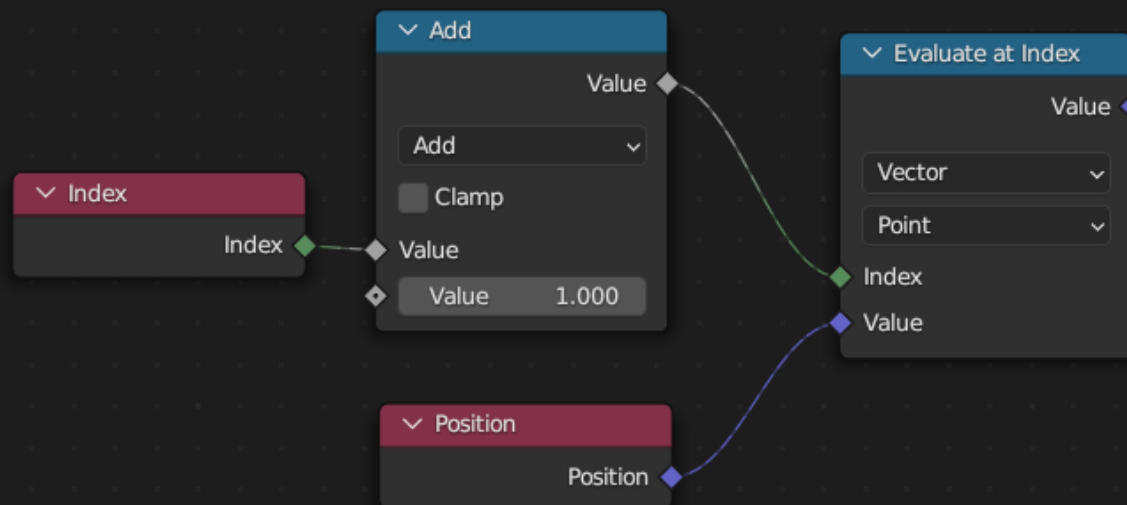 Index
Index
Add
Value
Add
Clamp
Value
Value 1.000
Position
Position
Evaluate at Index
Value
Vector
Point
Index
Value